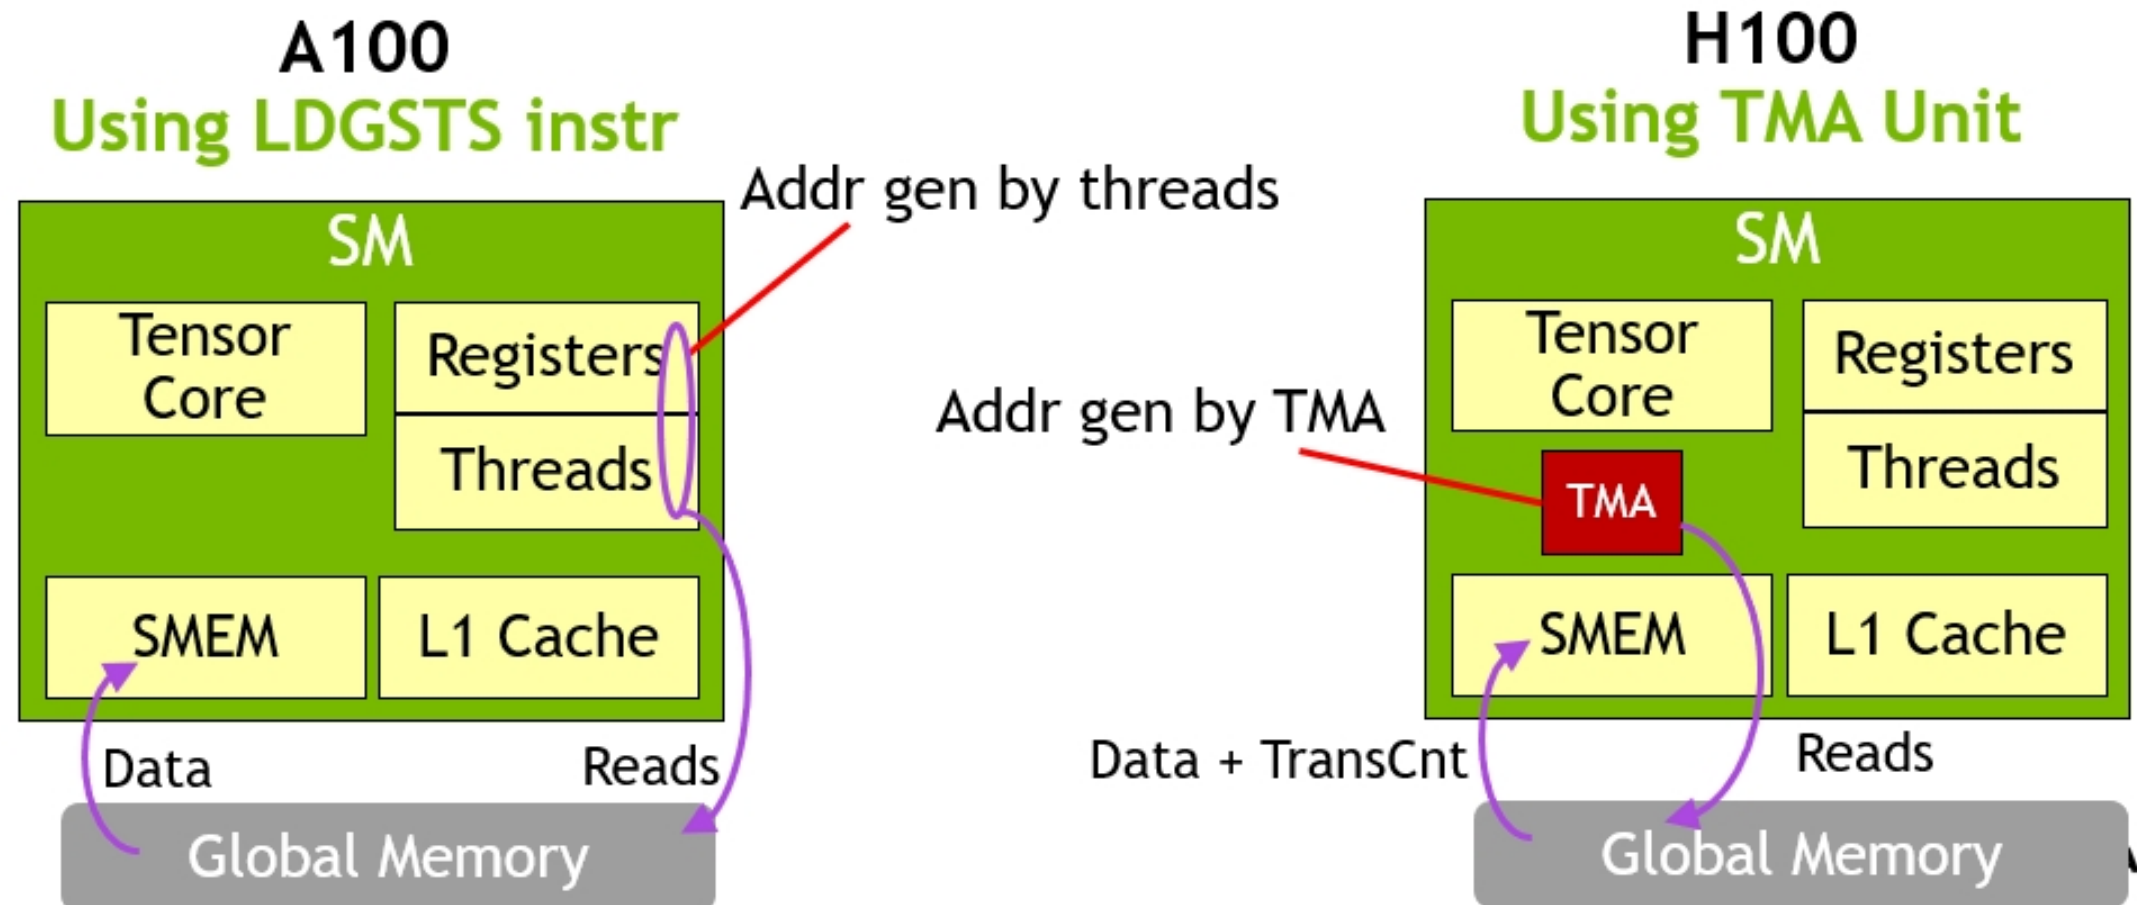 A100
Using LDGSTS instr
Addr gen by threads
SM
Tensor
Core
Registers
Threads
SMEM
L1 Cache
Data
Reads
Global Memory
H100
Using TMA Unit
Addr gen by TMA
SM
Tensor
Core
Registers
Threads
TMA
SMEM
L1 Cache
Data + TransCnt
Reads
Global Memory